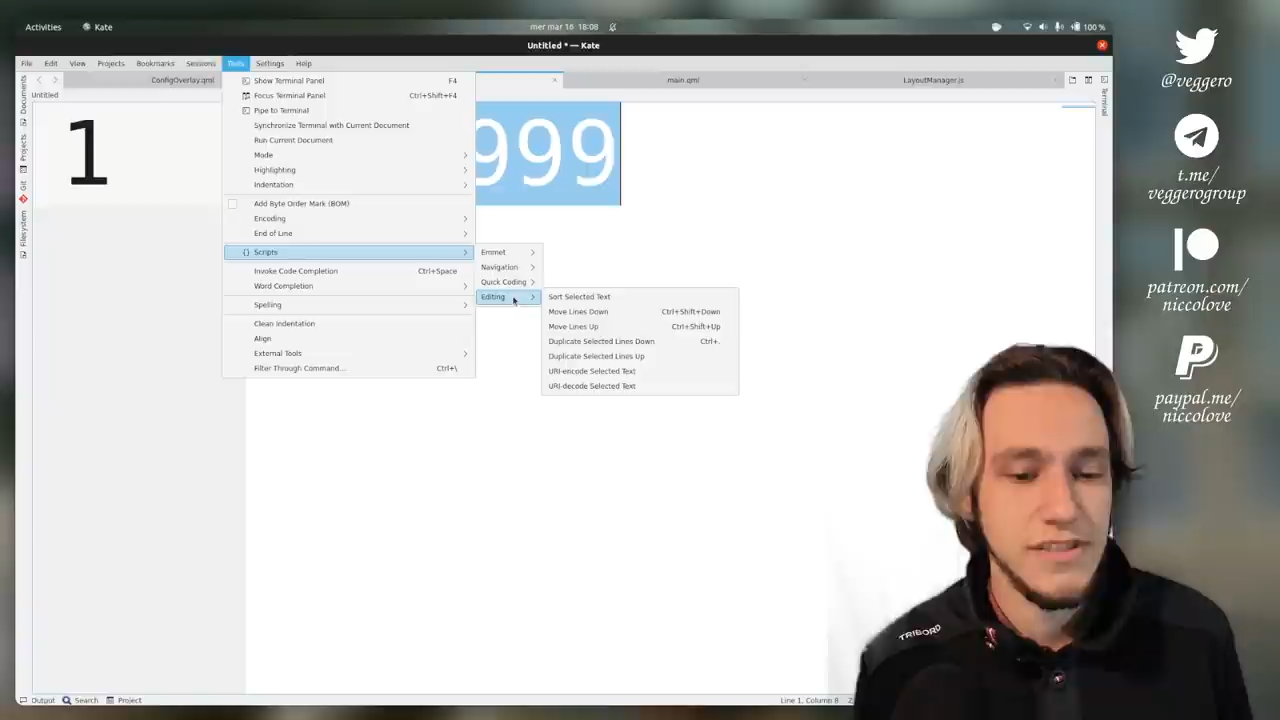 Activities
Kate
mer mar 16 18:08
100 %
Untitled * — Kate
File Edit View Projects Bookmarks Sessions Tools Settings Help
ConfigOverlay.qml
main.qml
LayoutManager.js
Untitled
Documents
Projects
Git
Filesystem
Terminal
1
999
Show Terminal Panel F4
Focus Terminal Panel Ctrl+Shift+F4
Pipe to Terminal
Synchronize Terminal with Current Document
Run Current Document
Mode
Highlighting
Indentation
Add Byte Order Mark (BOM)
Encoding
End of Line
{} Scripts
Invoke Code Completion Ctrl+Space
Word Completion
Spelling
Clean Indentation
Align
External Tools
Filter Through Command... Ctrl+\
Emmet
Navigation
Quick Coding
Editing
Sort Selected Text
Move Lines Down Ctrl+Shift+Down
Move Lines Up Ctrl+Shift+Up
Duplicate Selected Lines Down Ctrl+.
Duplicate Selected Lines Up
URI-encode Selected Text
URI-decode Selected Text
Output Search Project
Line 1, Column 8
TRIBORD
@veggero
t.me/
veggerogroup
patreon.com/
niccolove
paypal.me/
niccolove